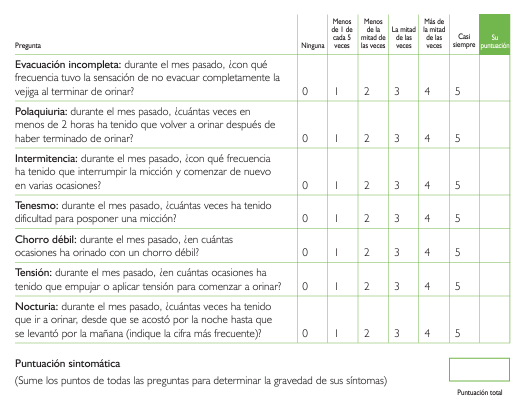 Pregunta
Ninguna
Menos
de 1 de
cada 5
veces
Menos
de la
mitad de
las veces
La mitad
de las
veces
Más de
la mitad
de las
veces
Casi
siempre
Su
puntuación
Evacuación incompleta: durante el mes pasado, ¿con qué
frecuencia tuvo la sensación de no evacuar completamente la
vejiga al terminar de orinar? 0 1 2 3 4 5
Polaquiuria: durante el mes pasado, ¿cuántas veces en
menos de 2 horas ha tenido que volver a orinar después de
haber terminado de orinar? 0 1 2 3 4 5
Intermitencia: durante el mes pasado, ¿con qué frecuencia
ha tenido que interrumpir la micción y comenzar de nuevo
en varias ocasiones? 0 1 2 3 4 5
Tenesmo: durante el mes pasado, ¿cuántas veces ha tenido
dificultad para posponer una micción? 0 1 2 3 4 5
Chorro débil: durante el mes pasado, ¿en cuántas
ocasiones ha orinado con un chorro débil? 0 1 2 3 4 5
Tensión: durante el mes pasado, ¿en cuántas ocasiones ha
tenido que empujar o aplicar tensión para comenzar a orinar? 0 1 2 3 4 5
Nocturia: durante el mes pasado, ¿cuántas veces ha tenido
que ir a orinar, desde que se acostó por la noche hasta que
se levantó por la mañana (indique la cifra más frecuente)? 0 1 2 3 4 5
Puntuación sintomática
(Sume los puntos de todas las preguntas para determinar la gravedad de sus síntomas)
Puntuación total